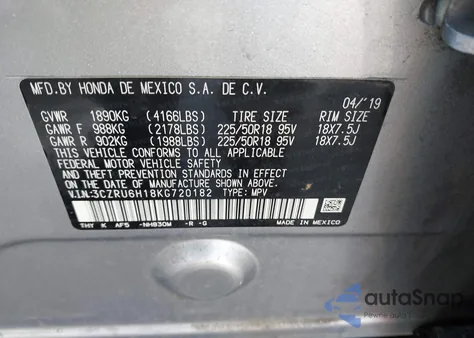 MFD.BY HONDA DE MEXICO S.A. DE C.V.
04/'19
GVWR 1890KG (4166LBS) TIRE SIZE RIM SIZE
GAWR F 988KG (2178LBS) 225/50R18 95V 18X7.5J
GAWR R 902KG (1988LBS) 225/50R18 95V 18X7.5J
THIS VEHICLE CONFORMS TO ALL APPLICABLE
FEDERAL MOTOR VEHICLE SAFETY
AND THEFT PREVENTION STANDARDS
IN EFFECT ON THE DATE OF
MANUFACTURE SHOWN ABOVE.
V.I.N:3CZRU6H18KG720182 TYPE: MPV
THY K AF5 -NH830M -R -G MADE IN MEXICO
autoSnap